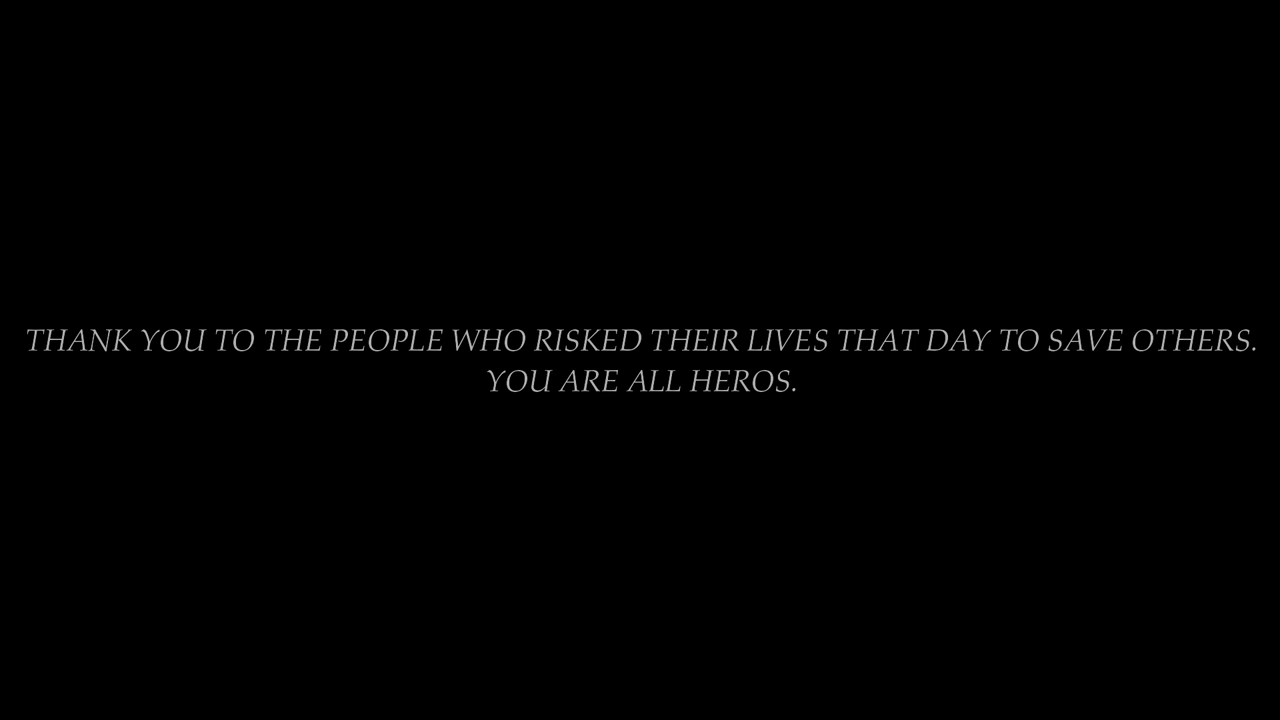 THANK YOU TO THE PEOPLE WHO RISKED THEIR LIVES THAT DAY TO SAVE OTHERS.
YOU ARE ALL HEROS.